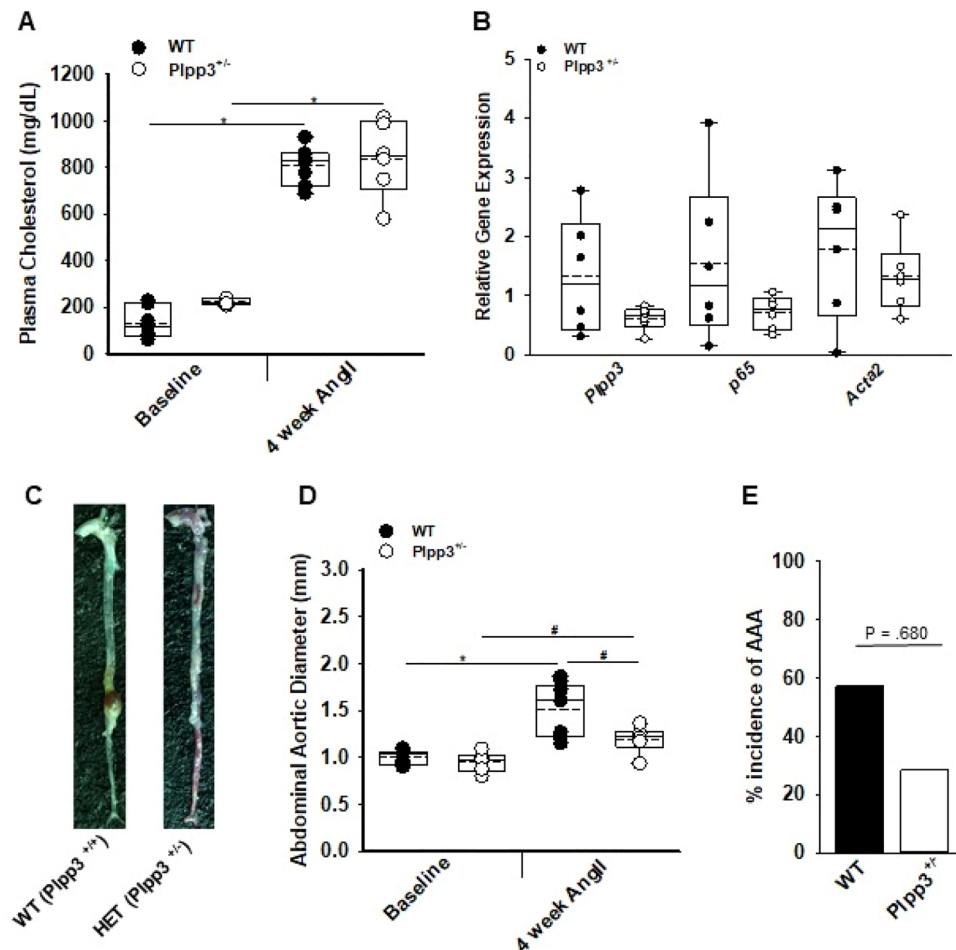 A
WT
Plpp3+/-
Plasma Cholesterol (mg/dL)
1200
1000
800
600
400
200
0
*
*
Baseline
4 week AngII
B
WT
Plpp3 +/-
Relative Gene Expression
5
4
3
2
1
0
Plpp3
p65
Acta2
C
WT (Plpp3 +/+)
HET (Plpp3 +/-)
D
WT
Plpp3+/-
Abdominal Aortic Diameter (mm)
3.0
2.5
2.0
1.5
1.0
0.5
0.0
#
*
#
Baseline
4 week AngII
E
% incidence of AAA
100
80
60
40
20
0
P = .680
WT
Plpp3+/-